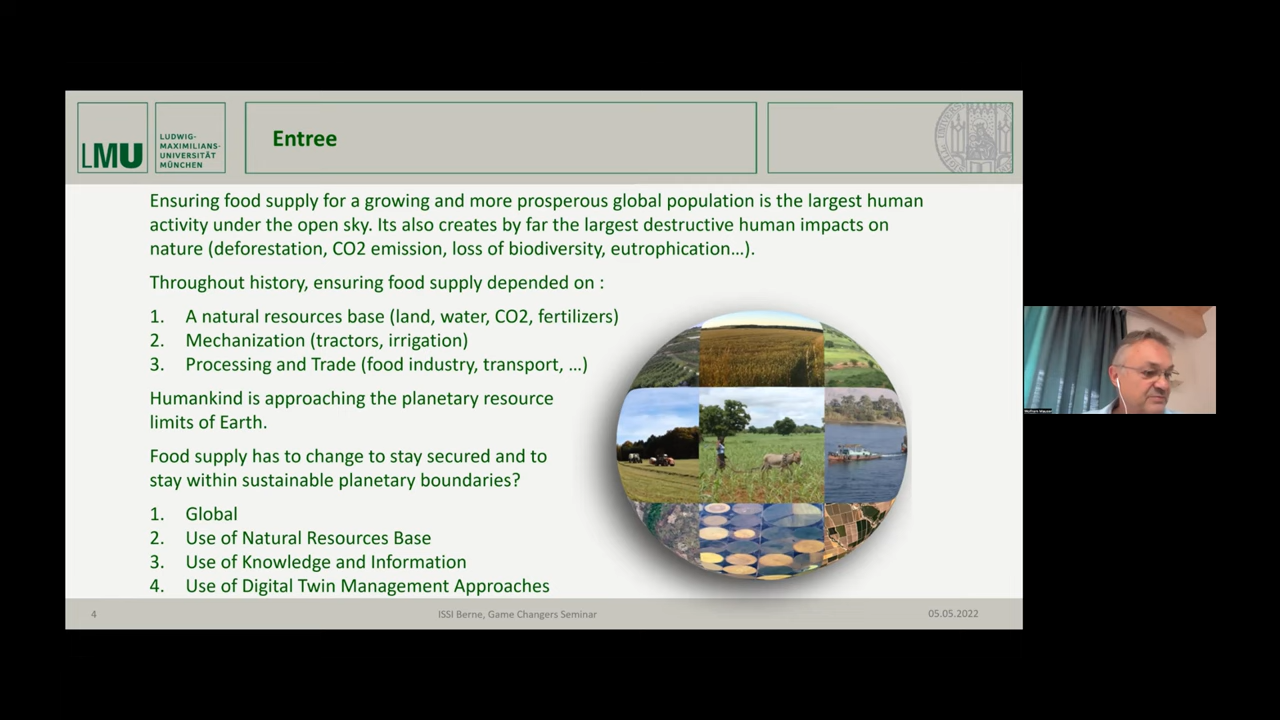 LMU
LUDWIG-
MAXIMILIANS-
UNIVERSITÄT
MÜNCHEN
Entree
Ensuring food supply for a growing and more prosperous global population is the largest human
activity under the open sky. Its also creates by far the largest destructive human impacts on
nature (deforestation, CO2 emission, loss of biodiversity, eutrophication…).
Throughout history, ensuring food supply depended on :
1. A natural resources base (land, water, CO2, fertilizers)
2. Mechanization (tractors, irrigation)
3. Processing and Trade (food industry, transport, …)
Humankind is approaching the planetary resource
limits of Earth.
Food supply has to change to stay secured and to
stay within sustainable planetary boundaries?
1. Global
2. Use of Natural Resources Base
3. Use of Knowledge and Information
4. Use of Digital Twin Management Approaches
4
ISSI Berne, Game Changers Seminar
05.05.2022